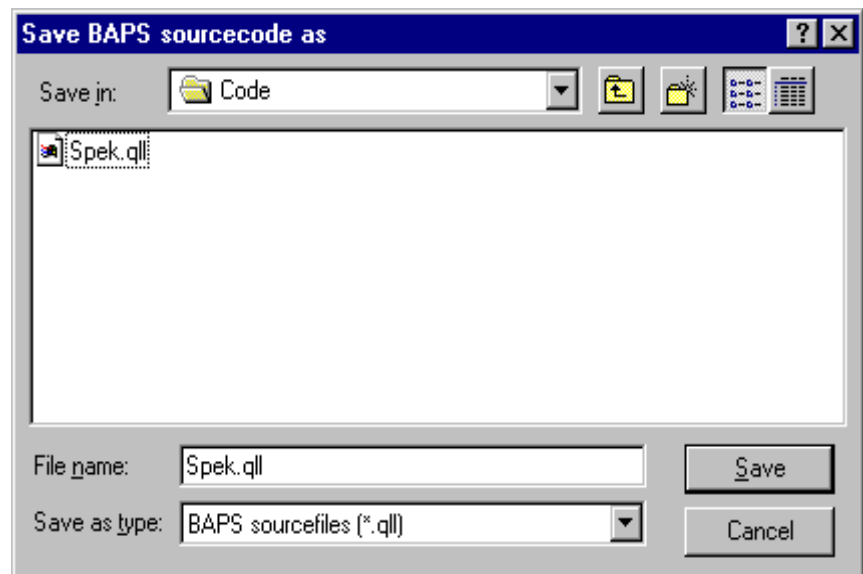 Save BAPS sourcecode as
Save in: Code
Spek.qll
File name: Spek.qll Save
Save as type: BAPS sourcefiles (*.qll) Cancel